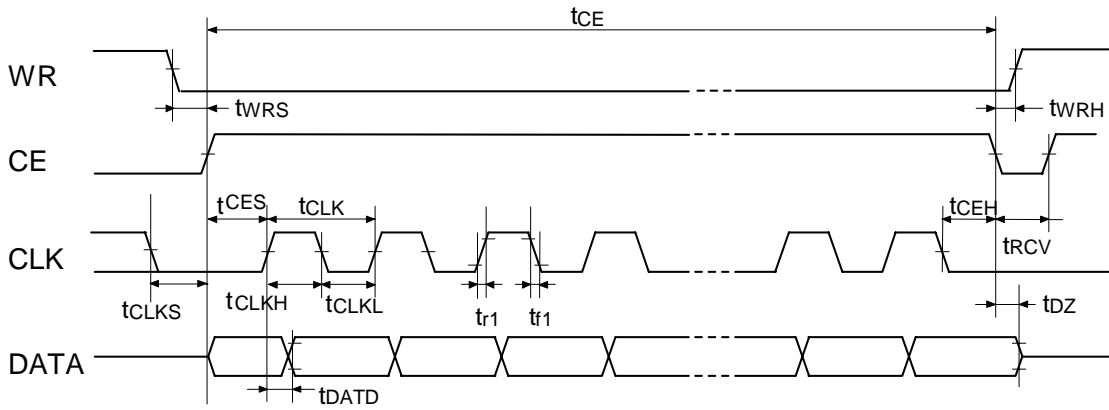 tCE
WR
tWRS
tWRH
CE
tCES
tCLK
tCEH
tRCV
CLK
tCLKS
tCLKH
tCLKL
tr1
tf1
tDZ
DATA
tDATD